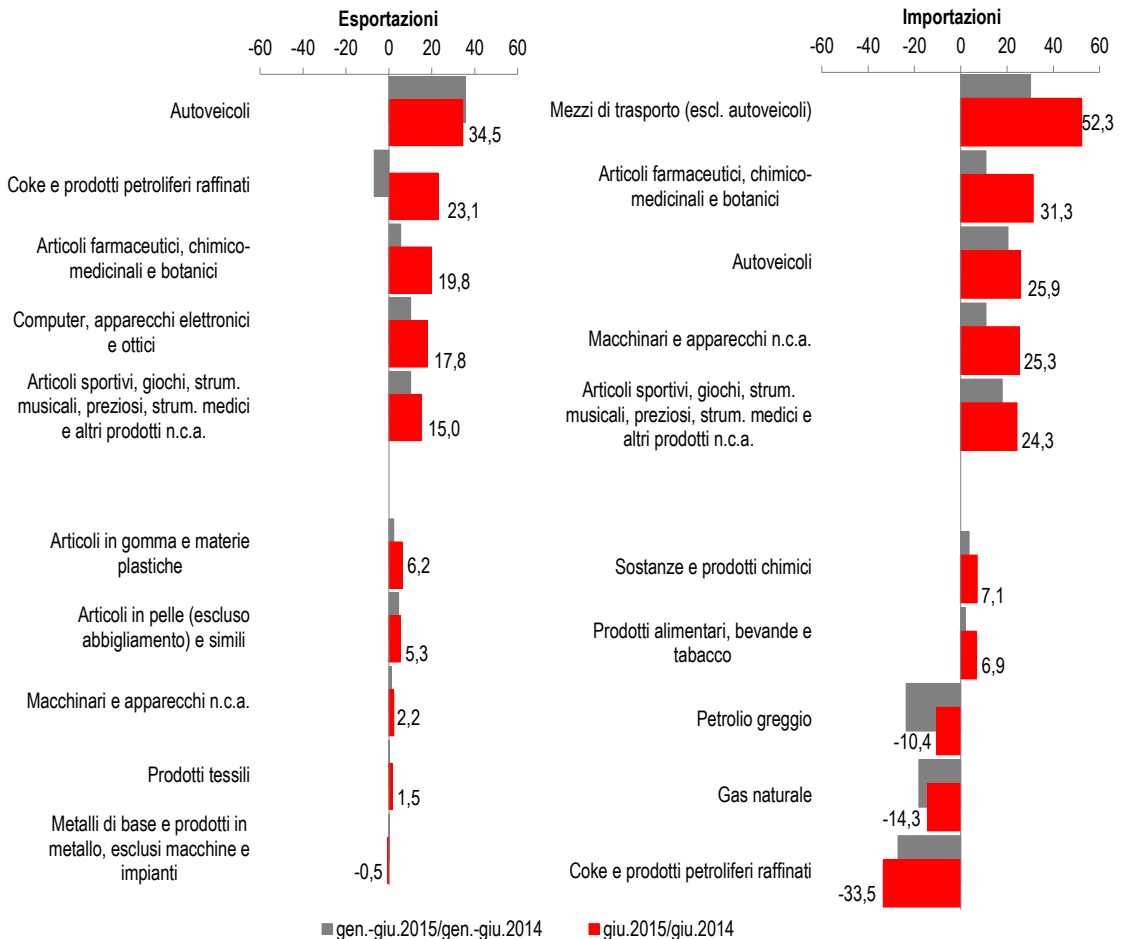 Esportazioni
-60 -40 -20 0 20 40 60
Autoveicoli
34,5
Coke e prodotti petroliferi raffinati
23,1
Articoli farmaceutici, chimico-
medicinali e botanici
19,8
Computer, apparecchi elettronici
e ottici
17,8
Articoli sportivi, giochi, strum.
musicali, preziosi, strum. medici
e altri prodotti n.c.a.
15,0
Articoli in gomma e materie
plastiche
6,2
Articoli in pelle (escluso
abbigliamento) e simili
5,3
Macchinari e apparecchi n.c.a.
2,2
Prodotti tessili
1,5
Metalli di base e prodotti in
metallo, esclusi macchine e
impianti
-0,5
Importazioni
-60 -40 -20 0 20 40 60
Mezzi di trasporto (escl. autoveicoli)
52,3
Articoli farmaceutici, chimico-
medicinali e botanici
31,3
Autoveicoli
25,9
Macchinari e apparecchi n.c.a.
25,3
Articoli sportivi, giochi, strum.
musicali, preziosi, strum. medici e
altri prodotti n.c.a.
24,3
Sostanze e prodotti chimici
7,1
Prodotti alimentari, bevande e
tabacco
6,9
Petrolio greggio
-10,4
Gas naturale
-14,3
Coke e prodotti petroliferi raffinati
-33,5
gen.-giu.2015/gen.-giu.2014
giu.2015/giu.2014